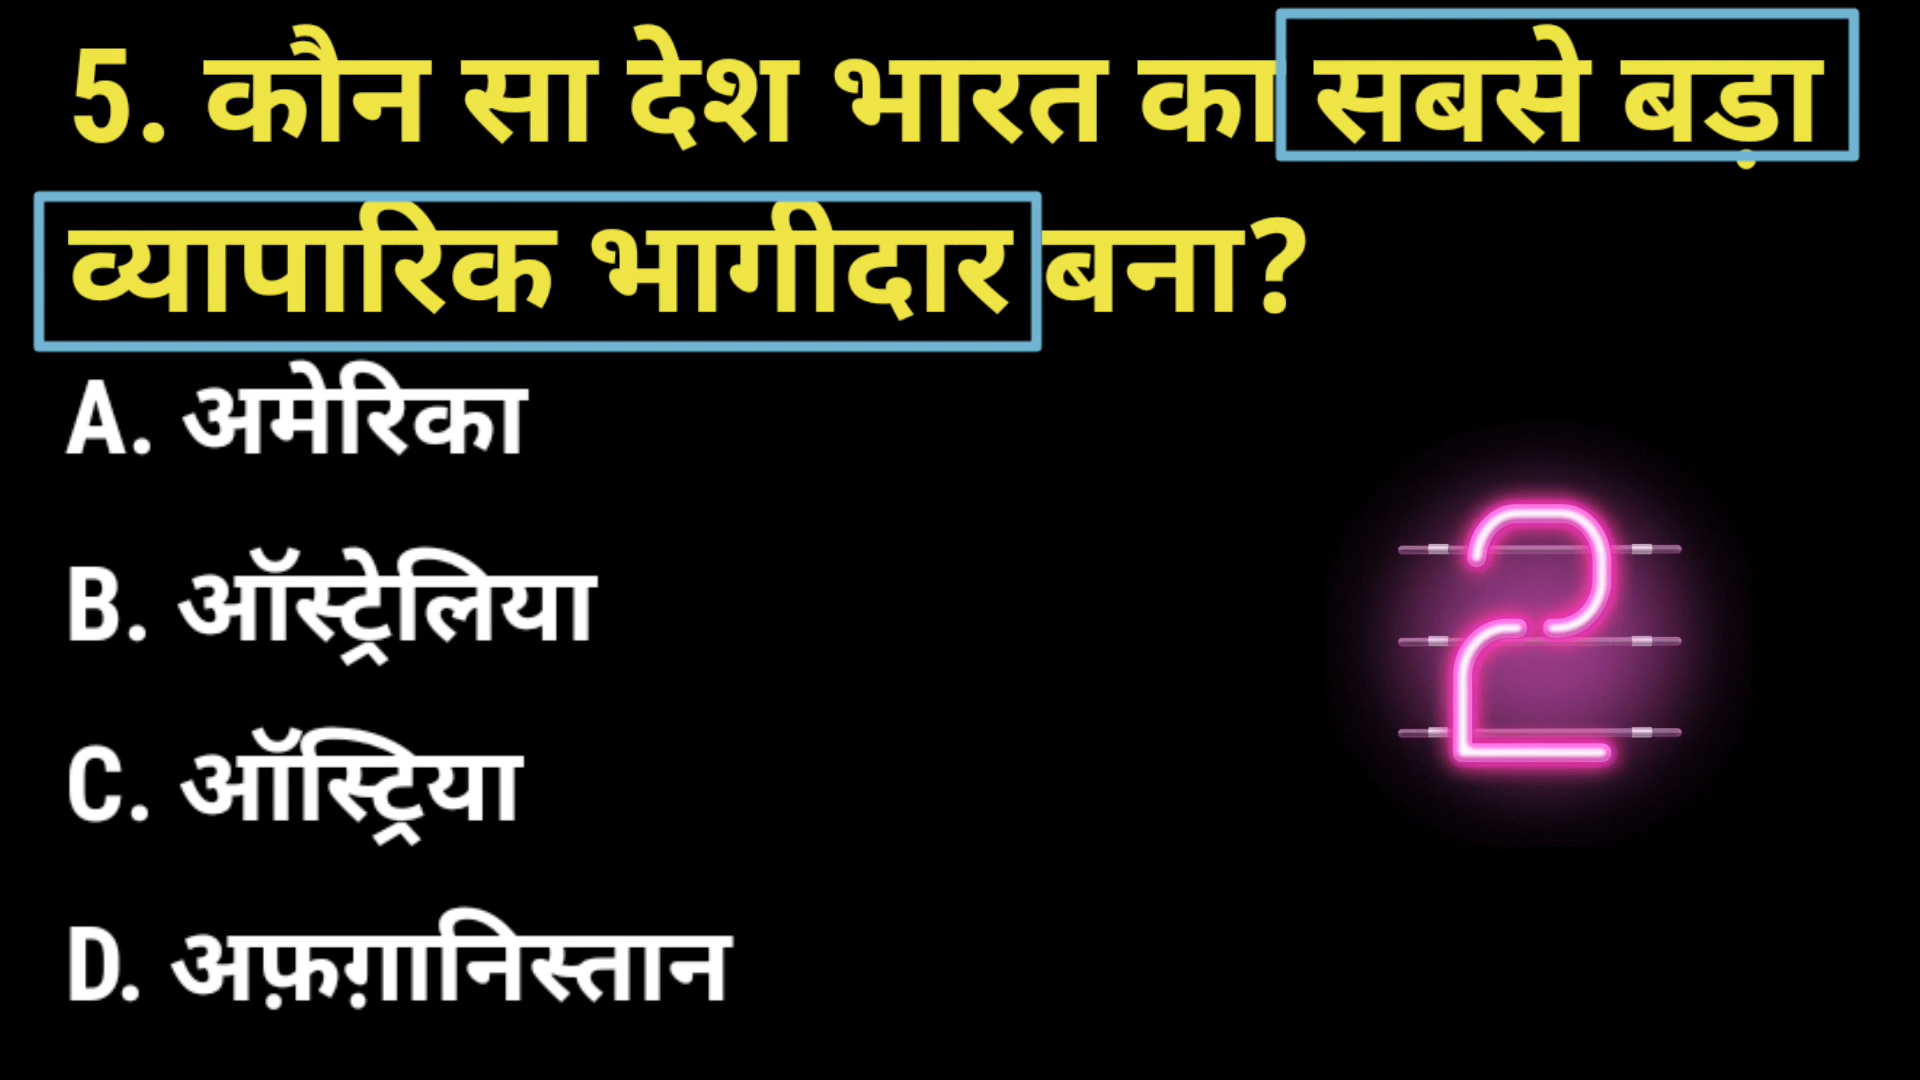 5. कौन सा देश भारत का सबसे बड़ा
व्यापारिक भागीदार बना?
A. अमेरिका
B. ऑस्ट्रेलिया
2
C. ऑस्ट्रिया
D. अफ़ग़ानिस्तान